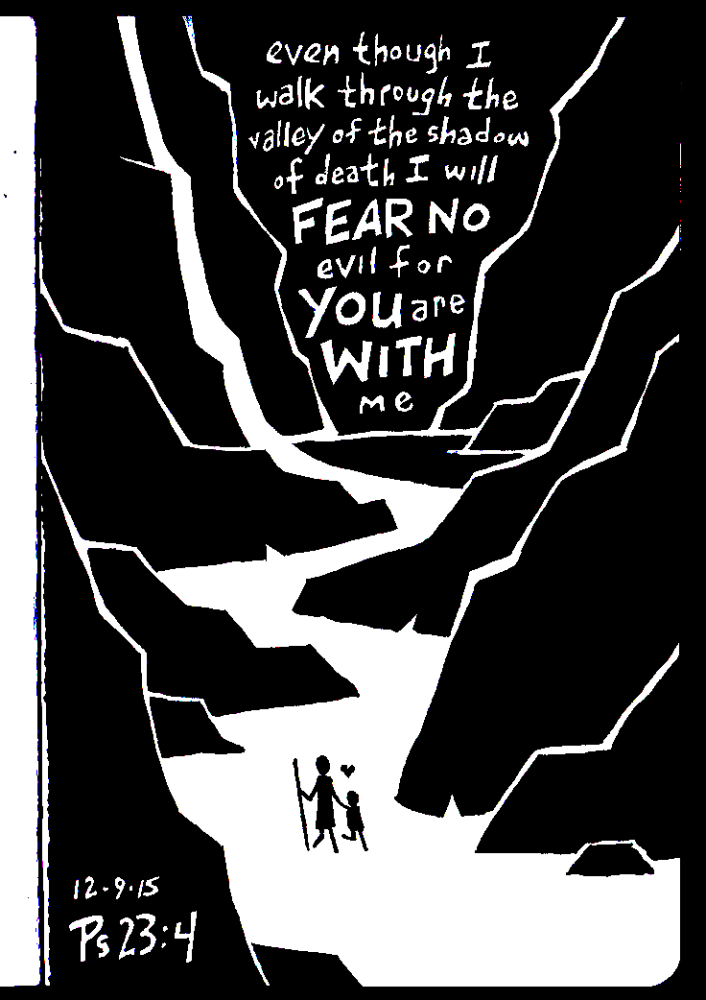 even though I
walk through the
valley of the shadow
of death I will
FEAR NO
evil for
YOU are
WITH
me
12-9-15
Ps 23:4